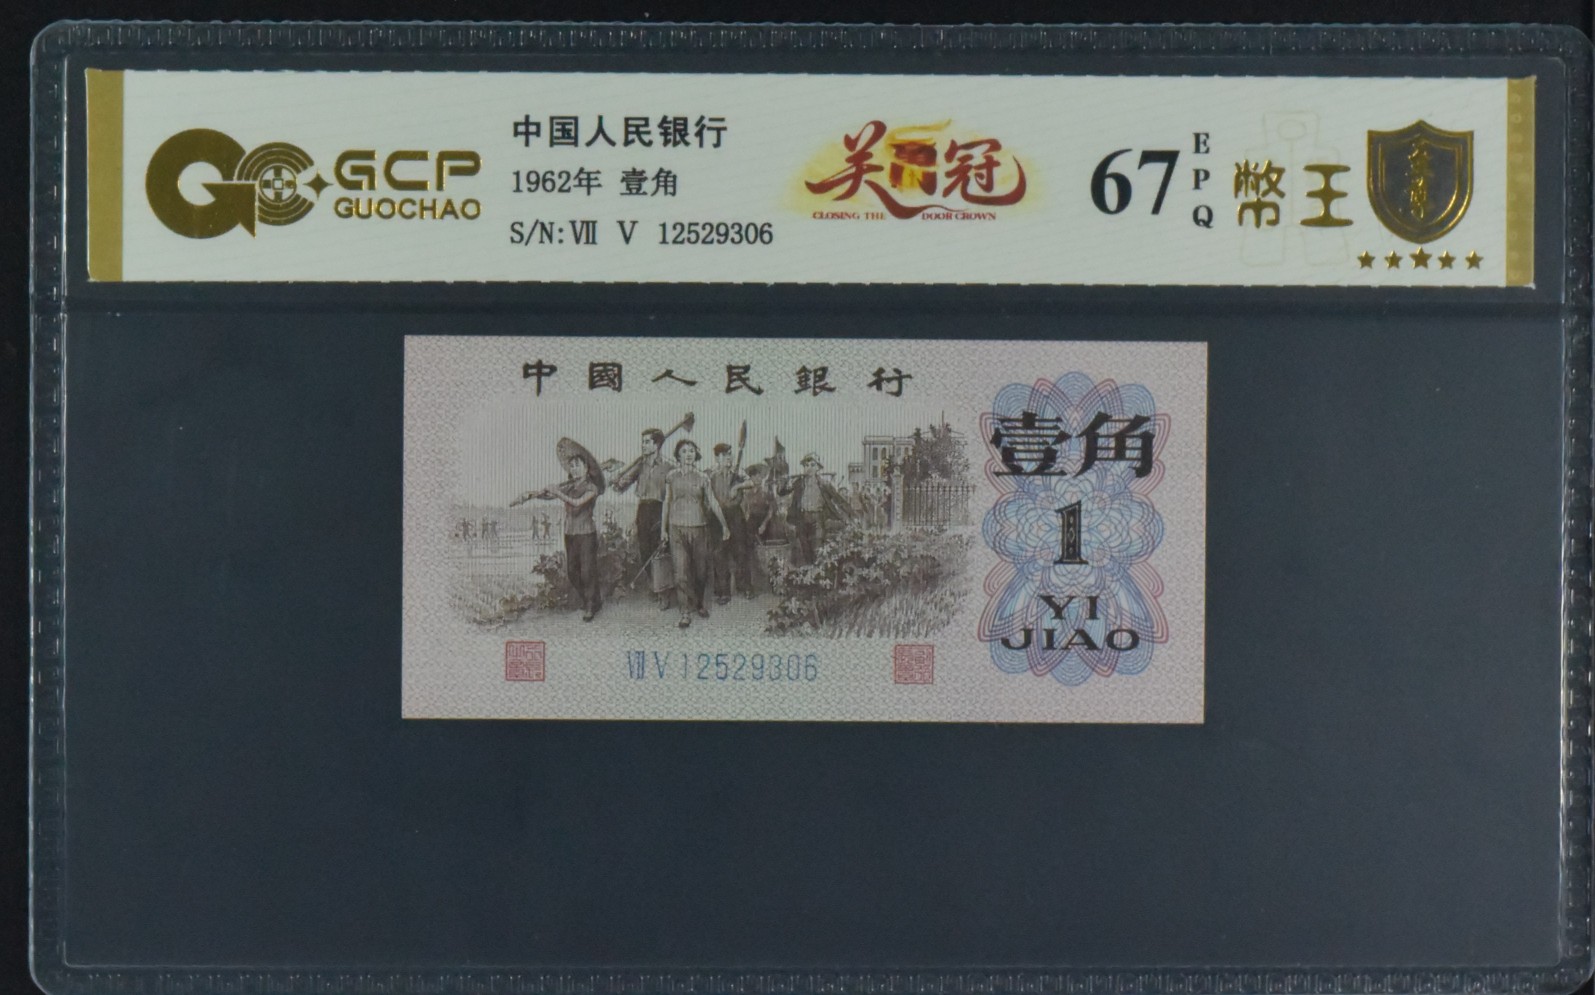 GCP
GUOCHAO
中国人民银行
1962年 壹角
S/N:Ⅶ Ⅴ 12529306
关 冠
CLOSING THE DOOR CROWN
67 EPQ
幣王
中國人民銀行
壹角
1
YI
JIAO
Ⅶ Ⅴ 12529306